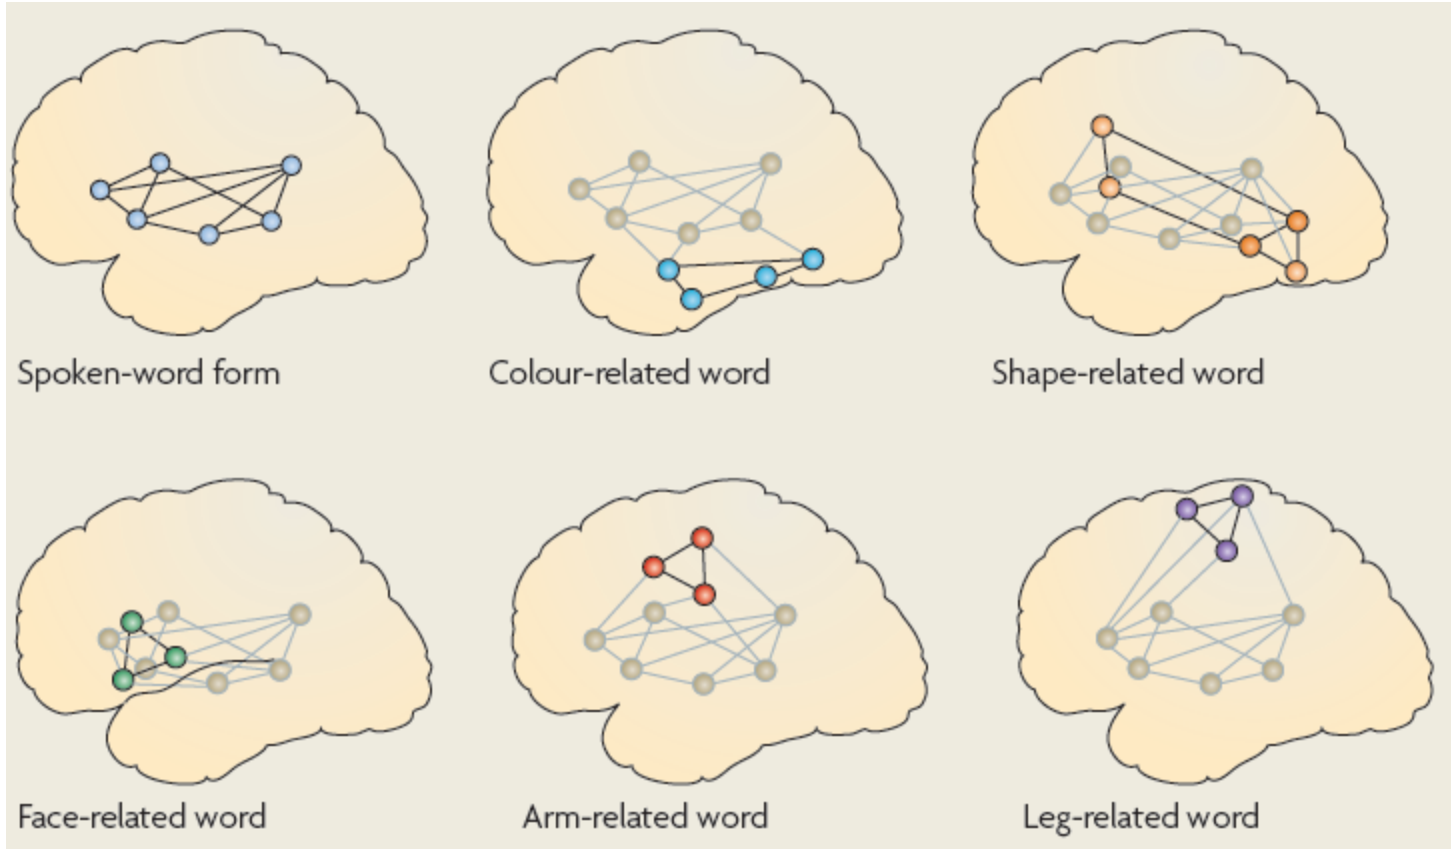 Spoken-word form
Colour-related word
Shape-related word
Face-related word
Arm-related word
Leg-related word